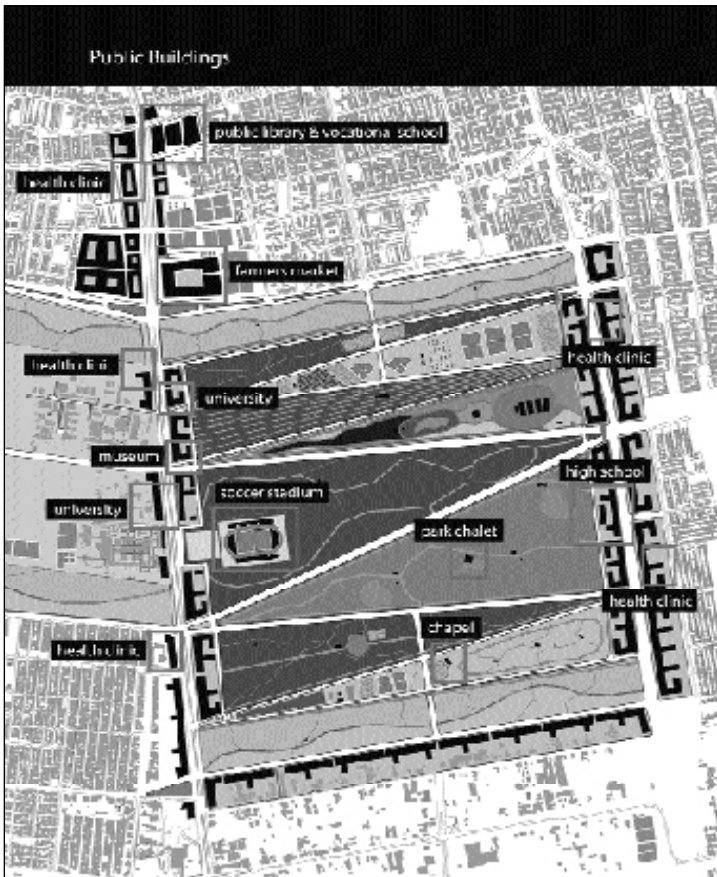 Public Buildings
public library & vocational school
health clinic
farmers market
health clinic
health clinic
university
museum
high school
university
soccer stadium
park chalet
health clinic
chapel
health clinic